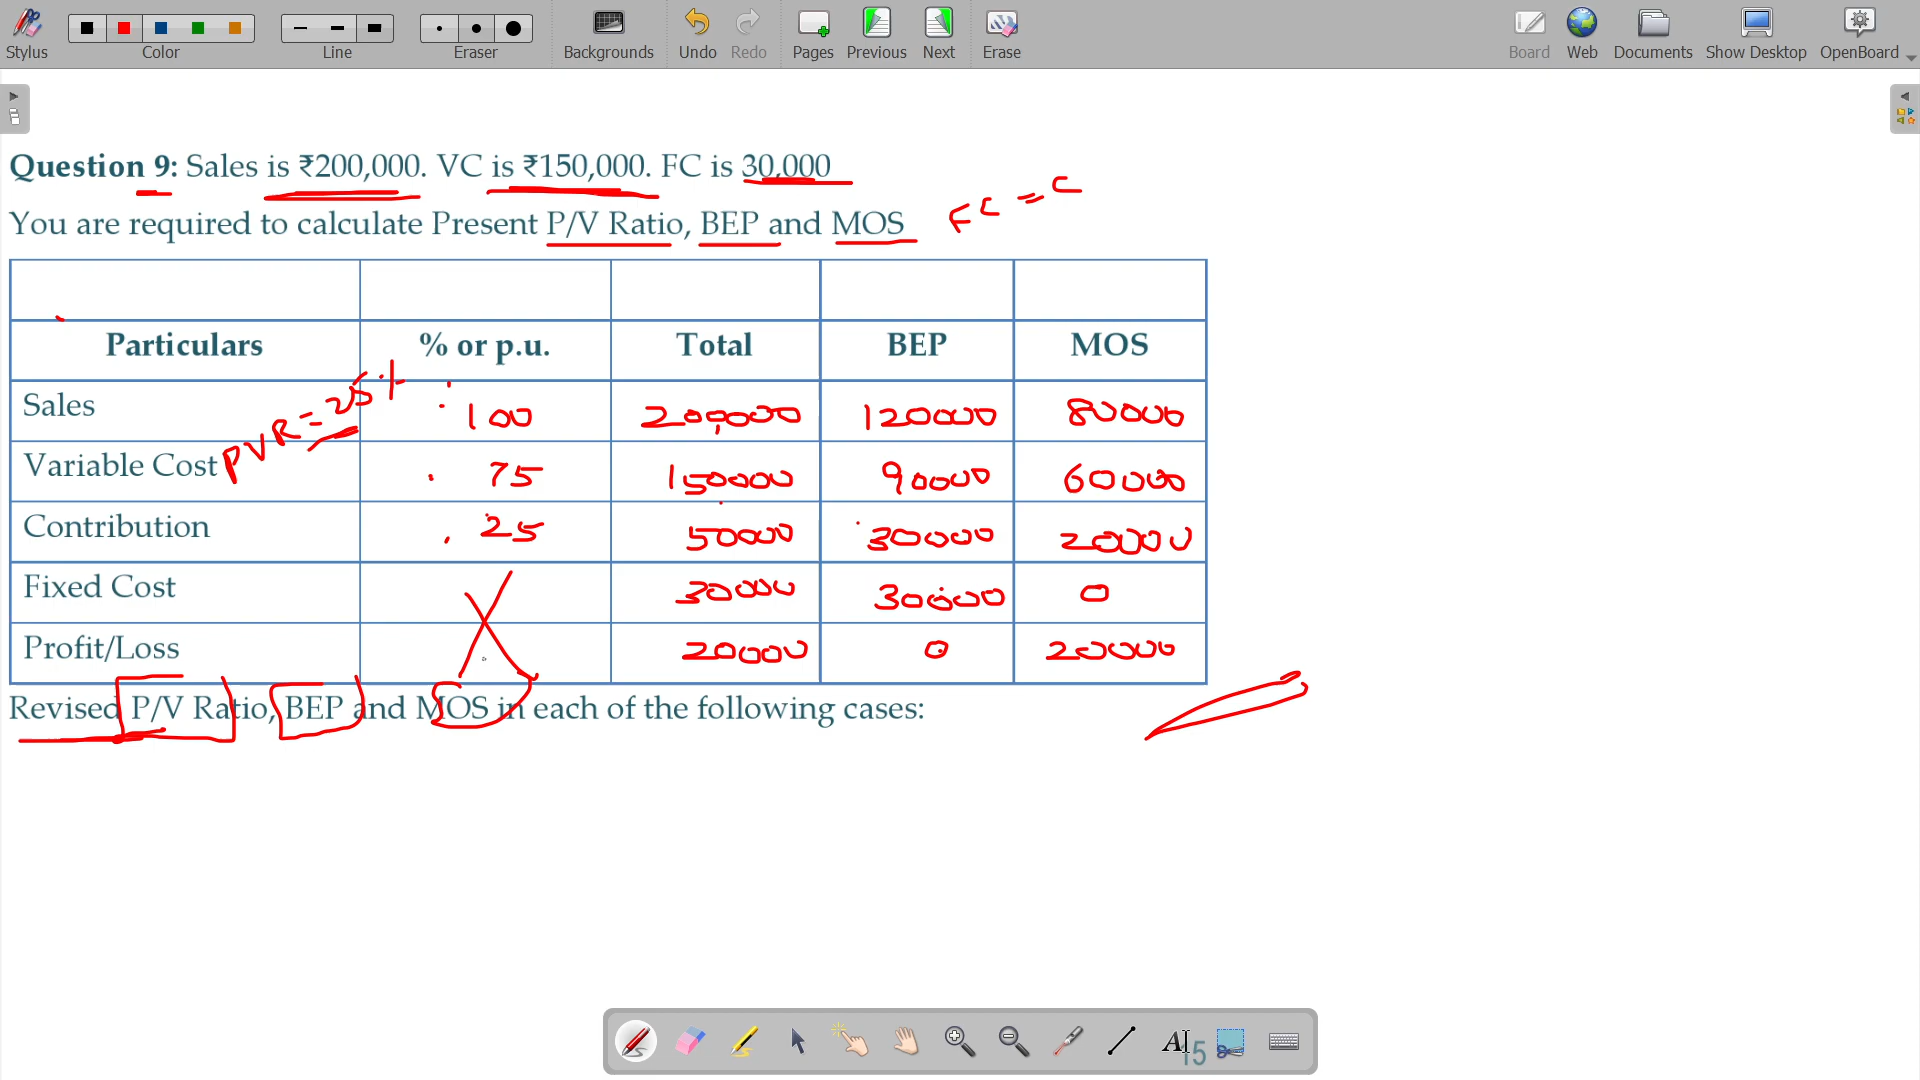 Stylus Color Line Eraser Backgrounds Undo Redo Pages Previous Next Erase Board Web Documents Show Desktop OpenBoard
Question 9: Sales is ₹200,000. VC is ₹150,000. FC is 30,000
FC = C
You are required to calculate Present P/V Ratio, BEP and MOS
Particulars % or p.u. Total BEP MOS
PVR = 25%
Sales 100 200000 120000 80000
Variable Cost 75 150000 90000 60000
Contribution 25 50000 30000 20000
Fixed Cost 30000 30000 0
Profit/Loss 20000 0 20000
Revised P/V Ratio, BEP and MOS in each of the following cases:
15